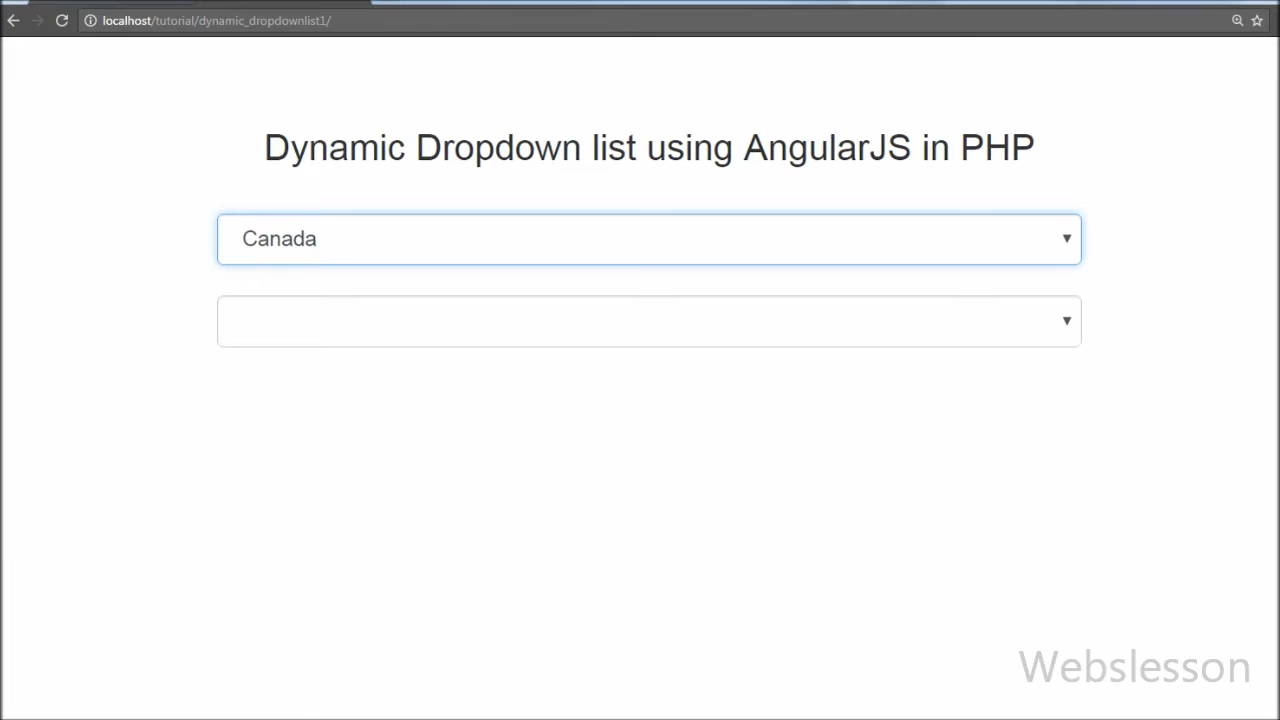 localhost/tutorial/dynamic_dropdownlist1/
Dynamic Dropdown list using AngularJS in PHP
Canada
Webslesson